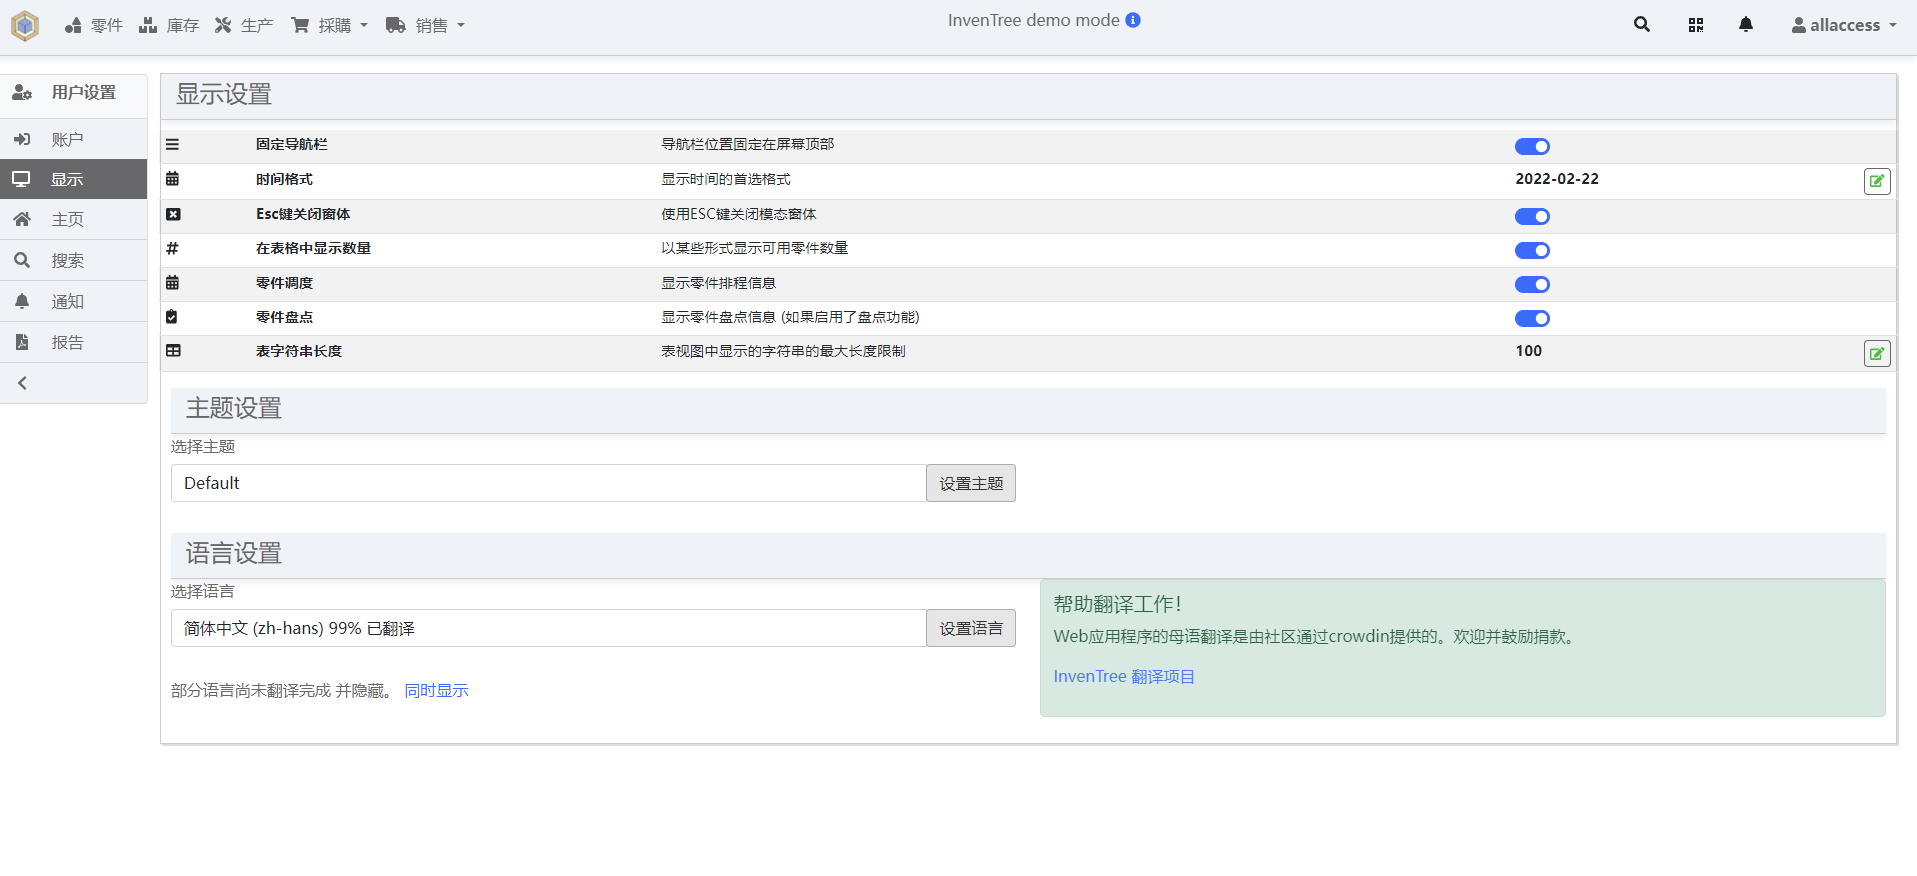 零件 库存 生产 採購 销售 InvenTree demo mode allaccess
用户设置
账户
显示
主页
搜索
通知
报告
显示设置
固定导航栏 导航栏位置固定在屏幕顶部
时间格式 显示时间的首选格式 2022-02-22
Esc键关闭窗体 使用ESC键关闭模态窗体
在表格中显示数量 以某些形式显示可用零件数量
零件调度 显示零件排程信息
零件盘点 显示零件盘点信息 (如果启用了盘点功能)
表字符串长度 表视图中显示的字符串的最大长度限制 100
主题设置
选择主题
Default 设置主题
语言设置
选择语言
简体中文 (zh-hans) 99% 已翻译 设置语言
部分语言尚未翻译完成 并隐藏。 同时显示
帮助翻译工作！
Web应用程序的母语翻译是由社区通过crowdin提供的。欢迎并鼓励捐款。
InvenTree 翻译项目